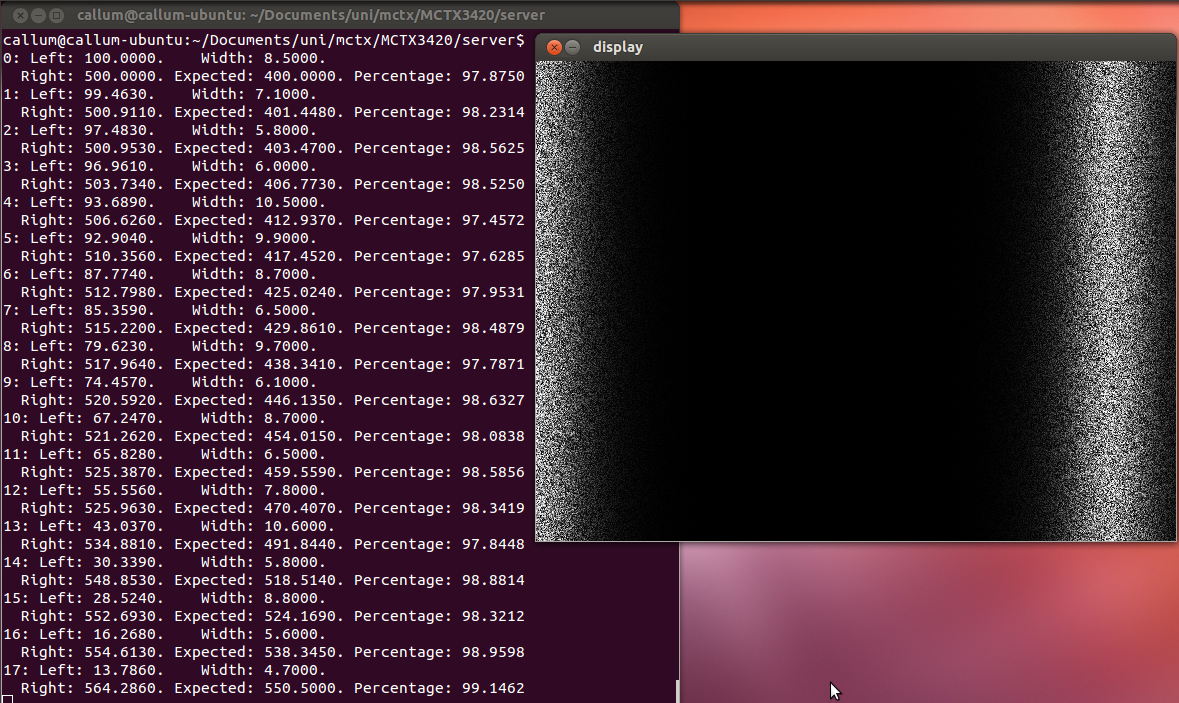 callum@callum-ubuntu: ~/Documents/uni/mctx/MCTX3420/server
callum@callum-ubuntu:~/Documents/uni/mctx/MCTX3420/server$
0: Left: 100.0000.    Width: 8.5000.
  Right: 500.0000. Expected: 400.0000. Percentage: 97.8750
1: Left: 99.4630.    Width: 7.1000.
  Right: 500.9110. Expected: 401.4480. Percentage: 98.2314
2: Left: 97.4830.    Width: 5.8000.
  Right: 500.9530. Expected: 403.4700. Percentage: 98.5625
3: Left: 96.9610.    Width: 6.0000.
  Right: 503.7340. Expected: 406.7730. Percentage: 98.5250
4: Left: 93.6890.    Width: 10.5000.
  Right: 506.6260. Expected: 412.9370. Percentage: 97.4572
5: Left: 92.9040.    Width: 9.9000.
  Right: 510.3560. Expected: 417.4520. Percentage: 97.6285
6: Left: 87.7740.    Width: 8.7000.
  Right: 512.7980. Expected: 425.0240. Percentage: 97.9531
7: Left: 85.3590.    Width: 6.5000.
  Right: 515.2200. Expected: 429.8610. Percentage: 98.4879
8: Left: 79.6230.    Width: 9.7000.
  Right: 517.9640. Expected: 438.3410. Percentage: 97.7871
9: Left: 74.4570.    Width: 6.1000.
  Right: 520.5920. Expected: 446.1350. Percentage: 98.6327
10: Left: 67.2470.    Width: 8.7000.
  Right: 521.2620. Expected: 454.0150. Percentage: 98.0838
11: Left: 65.8280.    Width: 6.5000.
  Right: 525.3870. Expected: 459.5590. Percentage: 98.5856
12: Left: 55.5560.    Width: 7.8000.
  Right: 525.9630. Expected: 470.4070. Percentage: 98.3419
13: Left: 43.0370.    Width: 10.6000.
  Right: 534.8810. Expected: 491.8440. Percentage: 97.8448
14: Left: 30.3390.    Width: 5.8000.
  Right: 548.8530. Expected: 518.5140. Percentage: 98.8814
15: Left: 28.5240.    Width: 8.8000.
  Right: 552.6930. Expected: 524.1690. Percentage: 98.3212
16: Left: 16.2680.    Width: 5.6000.
  Right: 554.6130. Expected: 538.3450. Percentage: 98.9598
17: Left: 13.7860.    Width: 4.7000.
  Right: 564.2860. Expected: 550.5000. Percentage: 99.1462
display